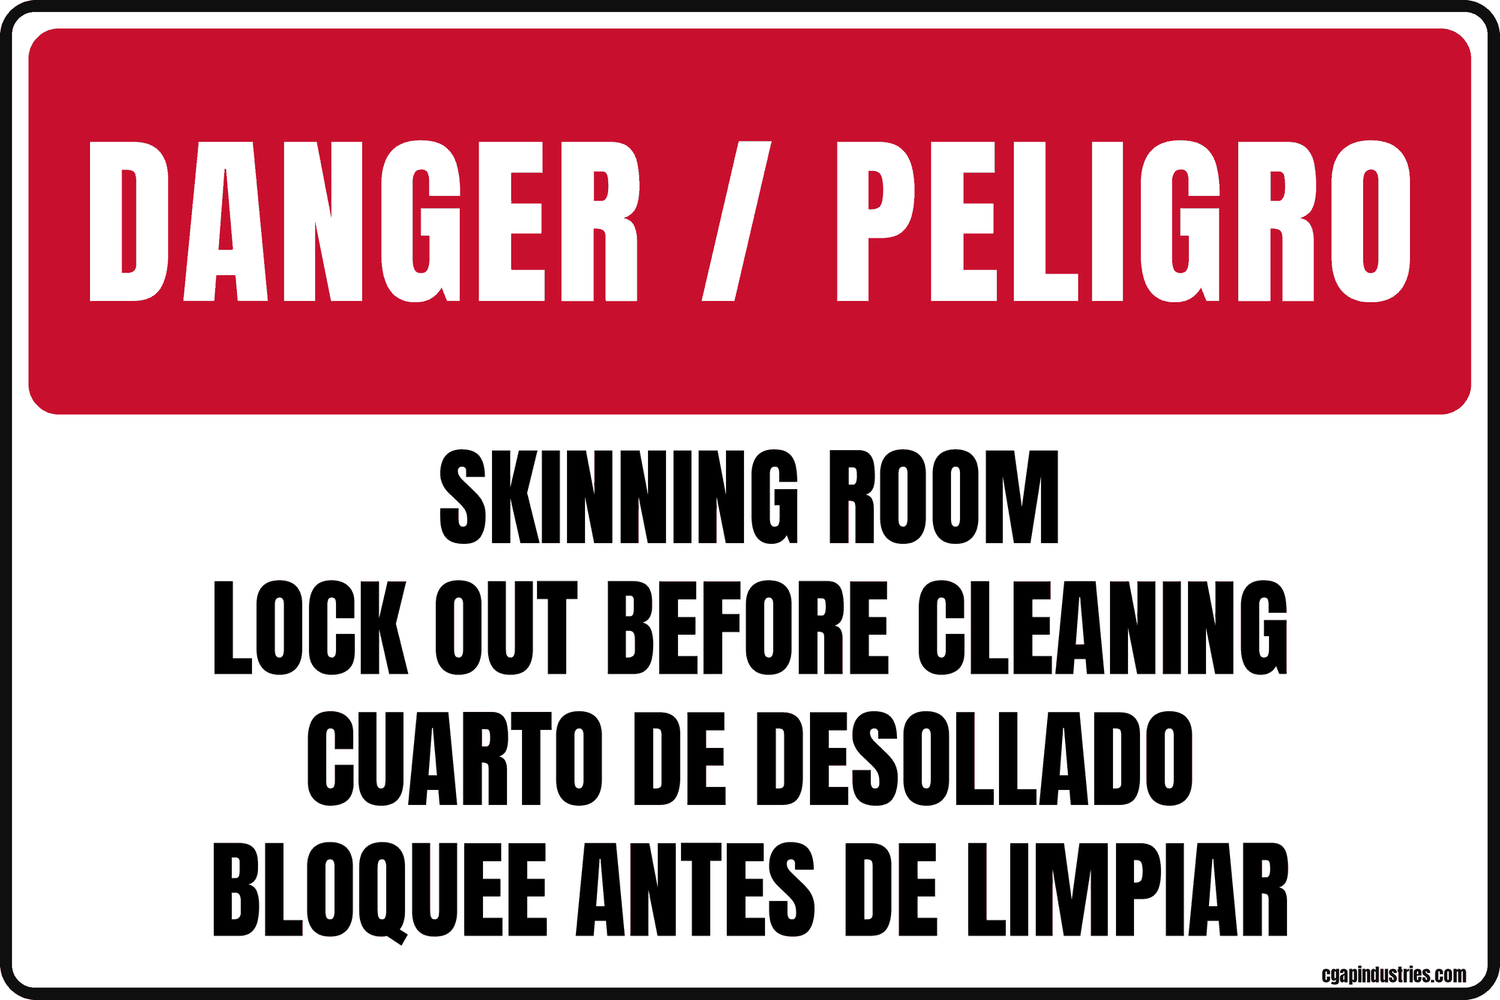 DANGER / PELIGRO
SKINNING ROOM
LOCK OUT BEFORE CLEANING
CUARTO DE DESOLLADO
BLOQUEE ANTES DE LIMPIAR
cgapindustries.com